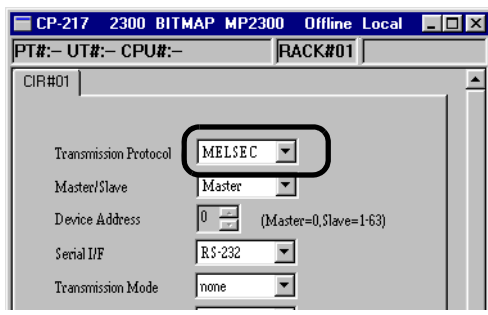 CP-217 2300 BITMAP MP2300 Offline Local
PT#:– UT#:– CPU#:– RACK#01
CIR#01
Transmission Protocol MELSEC
Master/Slave Master
Device Address 0 (Master=0,Slave=1-63)
Serial I/F RS-232
Transmission Mode none